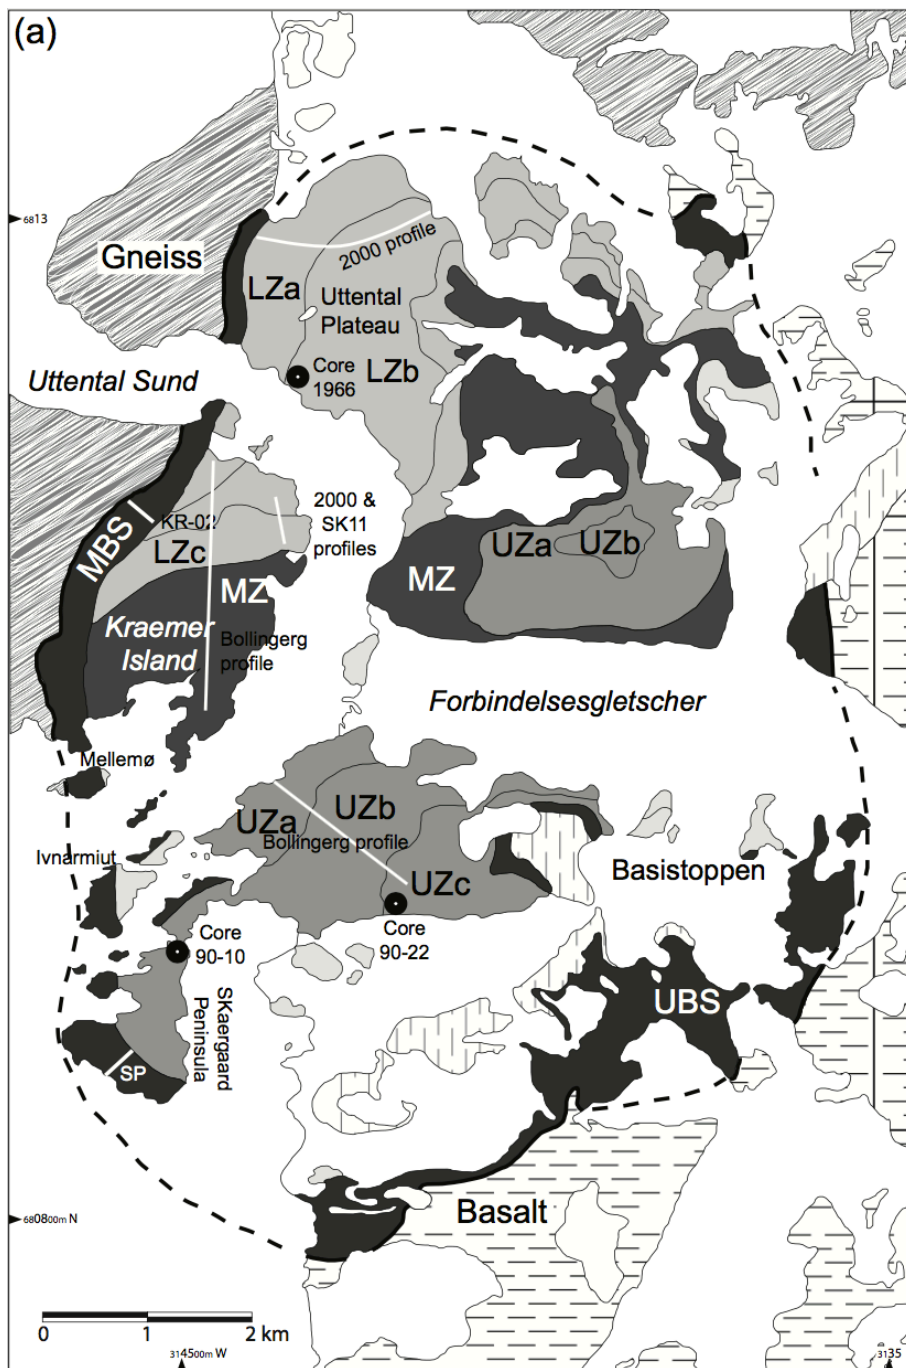 (a)
6813
Gneiss
LZa
2000 profile
Uttental
Plateau
LZb
Core
1966
Uttental Sund
MBS
KR-02
LZc
2000 &
SK11
profiles
MZ
Kraemer
Island
Bollingerg
profile
MZ
UZa
UZb
Forbindelsesgletscher
Mellemø
UZa
UZb
Bollingerg profile
UZc
Ivnarmiut
Basistoppen
Core
90-10
Core
90-22
SKaergaard
Peninsula
SP
UBS
Basalt
680800m N
0 1 2 km
314500m W
3135